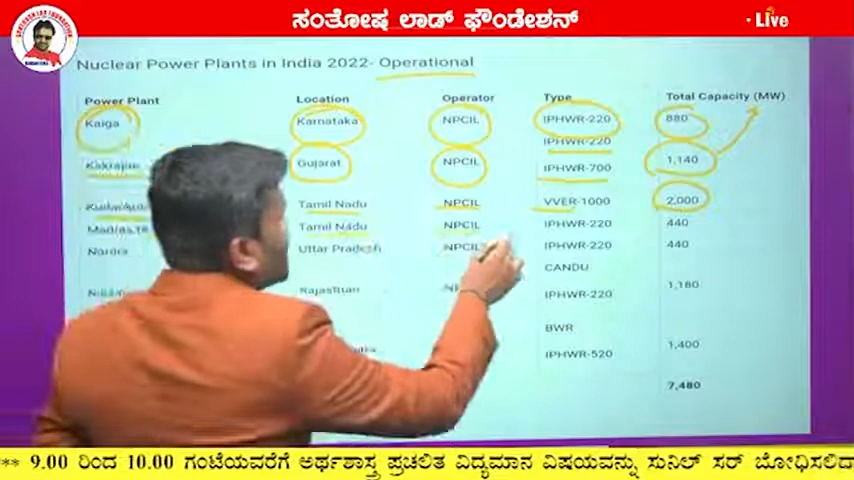 ಸಂತೋಷ ಲಾಡ್ ಫೌಂಡೇಶನ್
Live
Nuclear Power Plants in India 2022- Operational
Power Plant Location Operator Type Total Capacity (MW)
Kaiga Karnataka NPCIL IPHWR-220 880
IPHWR-220
Kakrapar Gujarat NPCIL IPHWR-700 1,140
Tamil Nadu NPCIL VVER-1000 2,000
Madras Tamil Nadu NPCIL IPHWR-220 440
Narora Uttar Pradesh NPCIL IPHWR-220 440
CANDU
Rajasthan IPHWR-220 1,180
BWR
IPHWR-520 1,400
7,480
*** 9.00 ರಿಂದ 10.00 ಗಂಟೆಯವರೆಗೆ ಅರ್ಥಶಾಸ್ತ್ರ ಪ್ರಚಲಿತ ವಿದ್ಯಮಾನ ವಿಷಯವನ್ನು ಸುನಿಲ್ ಸರ್ ಬೋಧಿಸಲಿದಾ